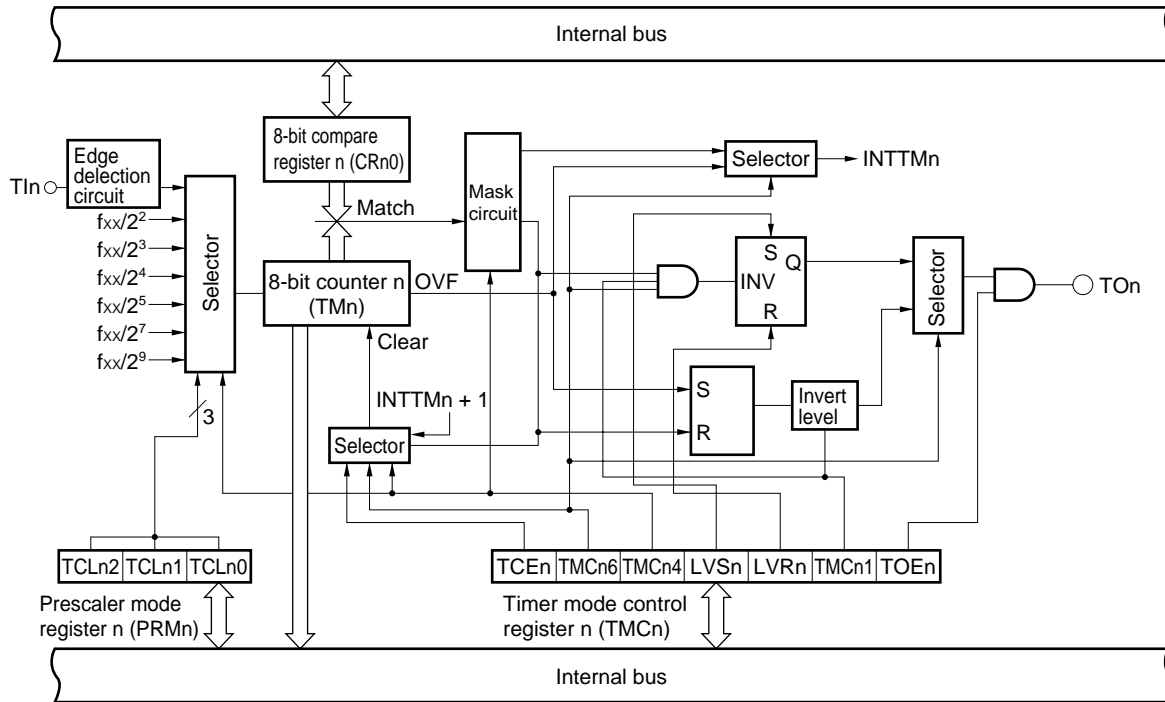 Internal bus
8-bit compare
register n (CRn0)
Edge
delection
circuit
TIn
Selector
INTTMn
Mask
circuit
Match
fxx/2²
fxx/2³
fxx/2⁴
fxx/2⁵
fxx/2⁷
fxx/2⁹
Selector
8-bit counter n
(TMn)
OVF
S
Q
INV
R
Selector
TOn
Clear
3
INTTMn + 1
Selector
S
R
Invert
level
TCLn2 TCLn1 TCLn0
TCEn TMCn6 TMCn4 LVSn LVRn TMCn1 TOEn
Prescaler mode
register n (PRMn)
Timer mode control
register n (TMCn)
Internal bus